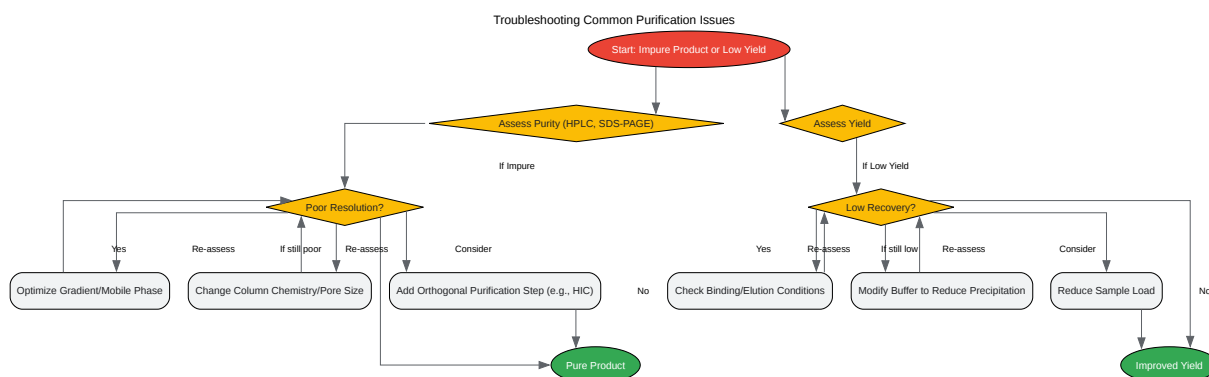 Troubleshooting Common Purification Issues
Start: Impure Product or Low Yield
Assess Purity (HPLC, SDS-PAGE)
Assess Yield
If Impure
If Low Yield
Poor Resolution?
Low Recovery?
Yes
Re-assess
If still poor
Re-assess
Consider
Yes
Re-assess
If still low
Re-assess
Consider
Optimize Gradient/Mobile Phase
Change Column Chemistry/Pore Size
Add Orthogonal Purification Step (e.g., HIC)
No
Check Binding/Elution Conditions
Modify Buffer to Reduce Precipitation
Reduce Sample Load
No
Pure Product
Improved Yield